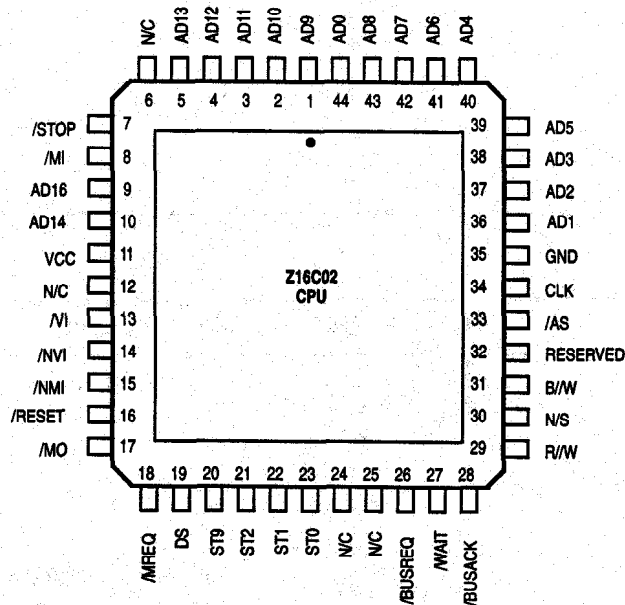 N/C AD13 AD12 AD11 AD10 AD9 AD0 AD8 AD7 AD6 AD4
6 5 4 3 2 1 44 43 42 41 40
/STOP 7 39 AD5
/MI 8 38 AD3
AD16 9 37 AD2
AD14 10 36 AD1
VCC 11 35 GND
Z16C02
CPU
N/C 12 34 CLK
/VI 13 33 /AS
/NVI 14 32 RESERVED
/NMI 15 31 B//W
/RESET 16 30 N/S
/MO 17 29 R//W
18 19 20 21 22 23 24 25 26 27 28
/MREQ DS ST9 ST2 ST1 ST0 N/C N/C /BUSREQ /WAIT /BUSACK